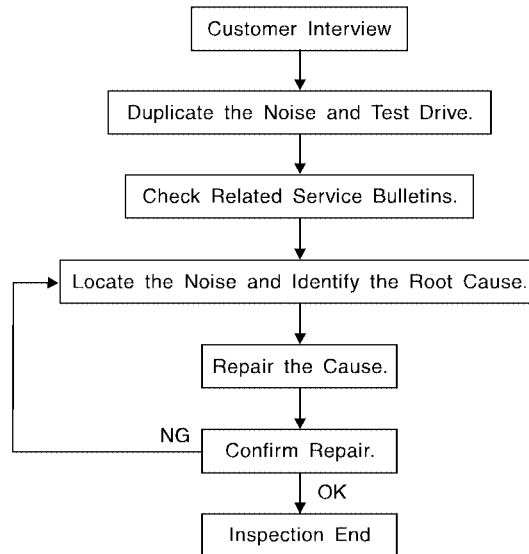 Customer Interview
Duplicate the Noise and Test Drive.
Check Related Service Bulletins.
Locate the Noise and Identify the Root Cause.
Repair the Cause.
NG
Confirm Repair.
OK
Inspection End